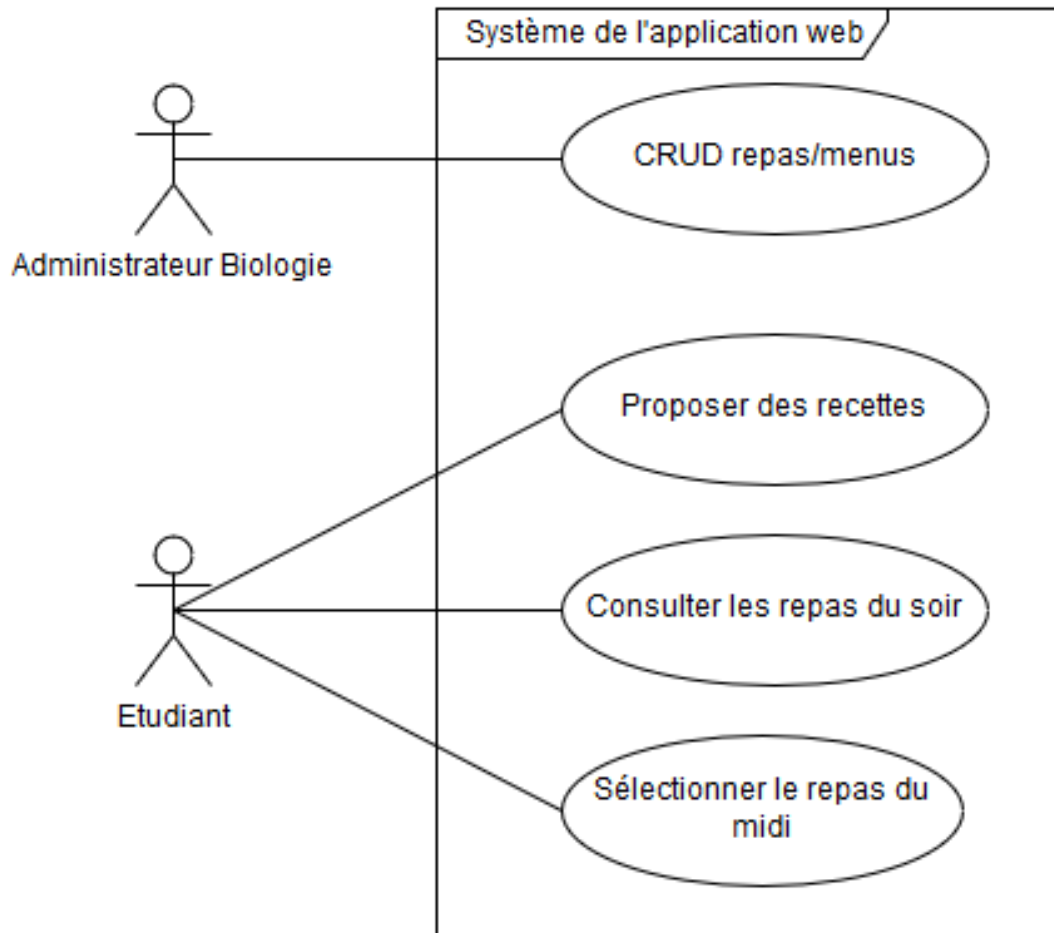 Système de l'application web
CRUD repas/menus
Administrateur Biologie
Proposer des recettes
Consulter les repas du soir
Etudiant
Sélectionner le repas du
midi